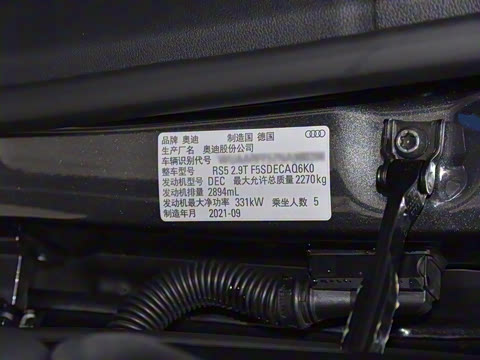 品牌 奥迪 制造国 德国
生产厂名 奥迪股份公司
车辆识别代号
整车型号 RS5 2.9T F5SDECAQ6K0
发动机型号 DEC 最大允许总质量 2270kg
发动机排量 2894mL
发动机最大净功率 331kW 乘坐人数 5
制造年月 2021-09